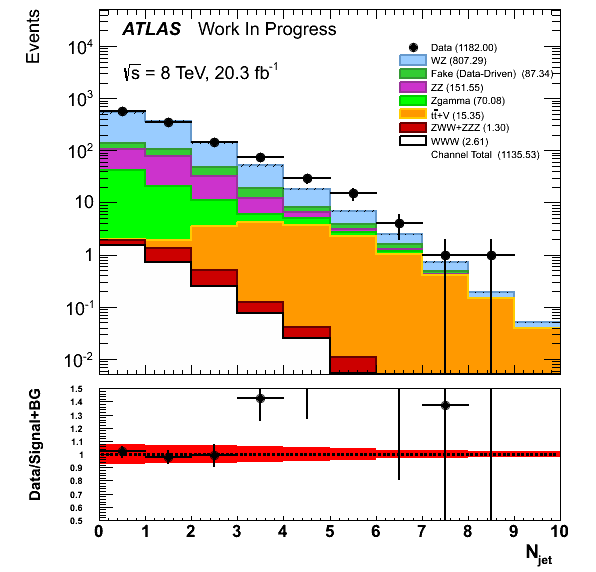 Events
ATLAS Work In Progress
√s = 8 TeV, 20.3 fb⁻¹
Data (1182.00)
WZ (807.29)
Fake (Data-Driven) (87.34)
ZZ (151.55)
Zgamma (70.08)
tt̄+V (15.35)
ZWW+ZZZ (1.30)
WWW (2.61)
Channel Total (1135.53)
10⁴
10³
10²
10
1
10⁻¹
10⁻²
Data/Signal+BG
1.5
1.4
1.3
1.2
1.1
1
0.9
0.8
0.7
0.6
0.5
0 1 2 3 4 5 6 7 8 9 10
N_jet